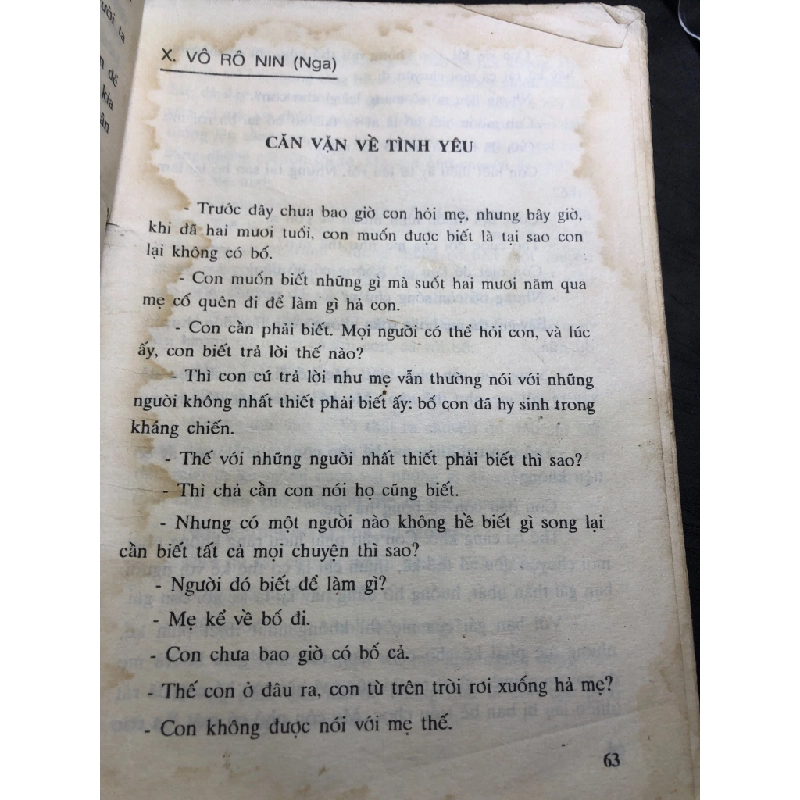 ười ta
n để
kia
ân
X. VÔ RÔ NIN (Nga)
CĂN VẶN VỀ TÌNH YÊU
- Trước đây chưa bao giờ con hỏi mẹ, nhưng bây giờ,
khi đã hai mươi tuổi, con muốn được biết là tại sao con
lại không có bố.
- Con muốn biết những gì mà suốt hai mươi năm qua
mẹ cố quên đi để làm gì hả con.
- Con cần phải biết. Mọi người có thể hỏi con, và lúc
ấy, con biết trả lời thế nào?
- Thì con cứ trả lời như mẹ vẫn thường nói với những
người không nhất thiết phải biết ấy: bố con đã hy sinh trong
kháng chiến.
- Thế với những người nhất thiết phải biết thì sao?
- Thì chả cần con nói họ cũng biết.
- Nhưng có một người nào không hề biết gì song lại
cần biết tất cả mọi chuyện thì sao?
- Người đó biết để làm gì?
- Mẹ kể về bố đi.
- Con chưa bao giờ có bố cả.
- Thế con ở đâu ra, con từ trên trời rơi xuống hả mẹ?
- Con không được nói với mẹ thế.
63